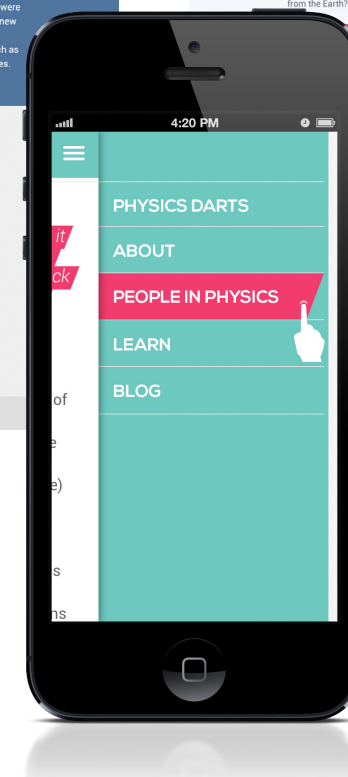 were
new
ch as
es.
from the Earth?
4:20 PM
it
ck
of
e
e)
s
ns
PHYSICS DARTS
ABOUT
PEOPLE IN PHYSICS
LEARN
BLOG